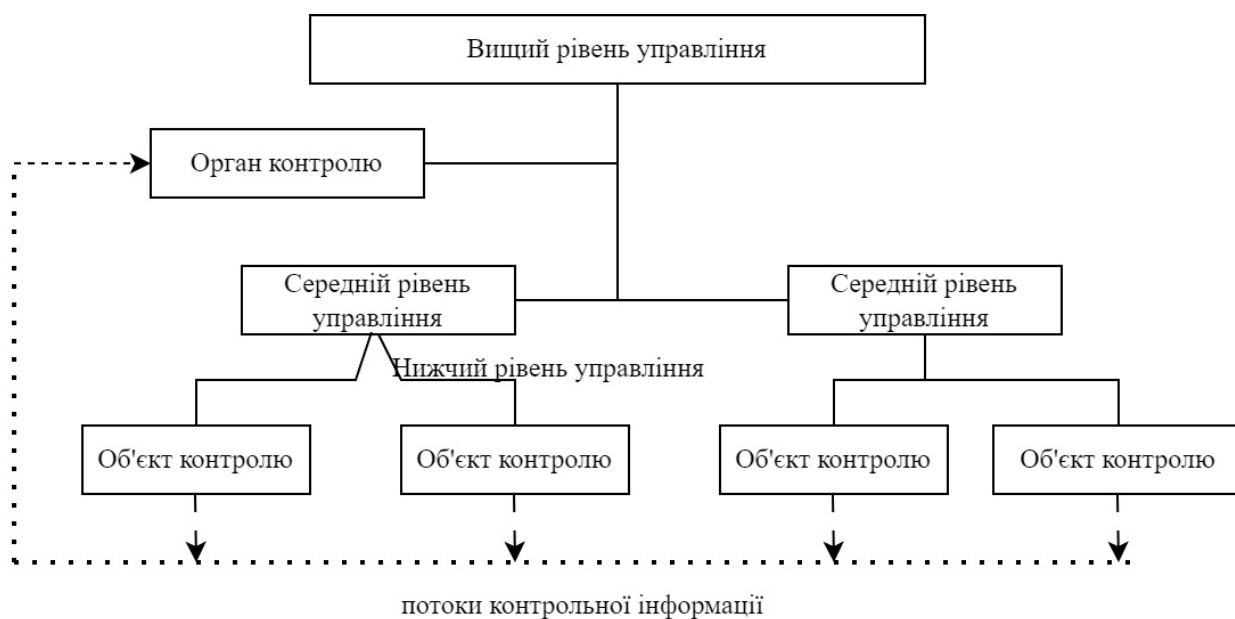 Вищий рівень управління
Орган контролю
Середній рівень
управління
Середній рівень
управління
Нижчий рівень управління
Об'єкт контролю
Об'єкт контролю
Об'єкт контролю
Об'єкт контролю
потоки контрольної інформації